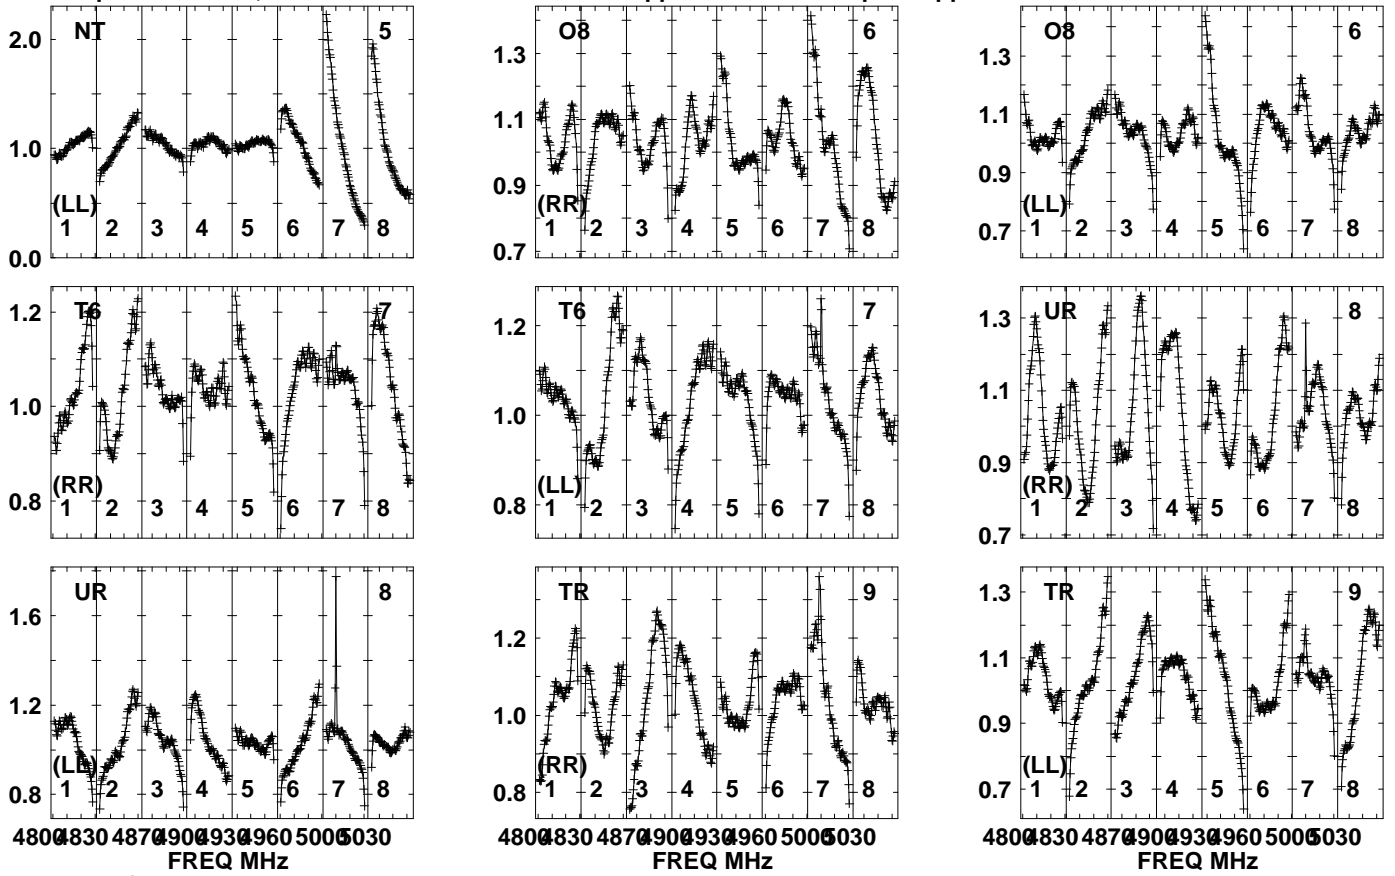 NT 5
2.0
1.0
0.0
(LL)
1 2 3 4 5 6 7 8
O8 6
1.3
1.1
0.9
0.7
(RR)
1 2 3 4 5 6 7 8
O8 6
1.3
1.1
0.9
0.7
(LL)
1 2 3 4 5 6 7 8
T6 7
1.2
1.0
0.8
(RR)
1 2 3 4 5 6 7 8
T6 7
1.2
1.0
0.8
(LL)
1 2 3 4 5 6 7 8
UR 8
1.3
1.1
0.9
0.7
(RR)
1 2 3 4 5 6 7 8
UR 8
1.6
1.2
0.8
(LL)
1 2 3 4 5 6 7 8
4800 4830 4870 4900 4930 4960 5000 5030
FREQ MHz
TR 9
1.2
1.0
0.8
(RR)
1 2 3 4 5 6 7 8
4800 4830 4870 4900 4930 4960 5000 5030
FREQ MHz
TR 9
1.3
1.1
0.9
0.7
(LL)
1 2 3 4 5 6 7 8
4800 4830 4870 4900 4930 4960 5000 5030
FREQ MHz